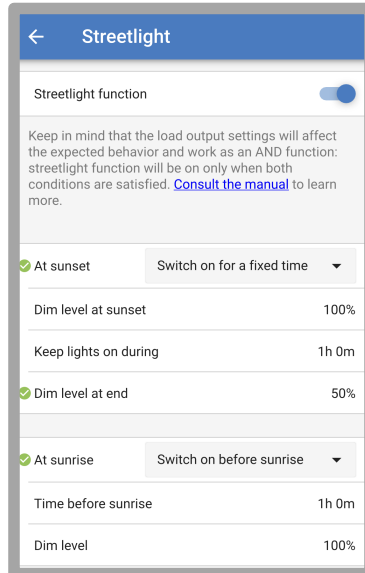 Streetlight
Streetlight function
Keep in mind that the load output settings will affect
the expected behavior and work as an AND function:
streetlight function will be on only when both
conditions are satisfied. Consult the manual to learn
more.
At sunset Switch on for a fixed time
Dim level at sunset 100%
Keep lights on during 1h 0m
Dim level at end 50%
At sunrise Switch on before sunrise
Time before sunrise 1h 0m
Dim level 100%